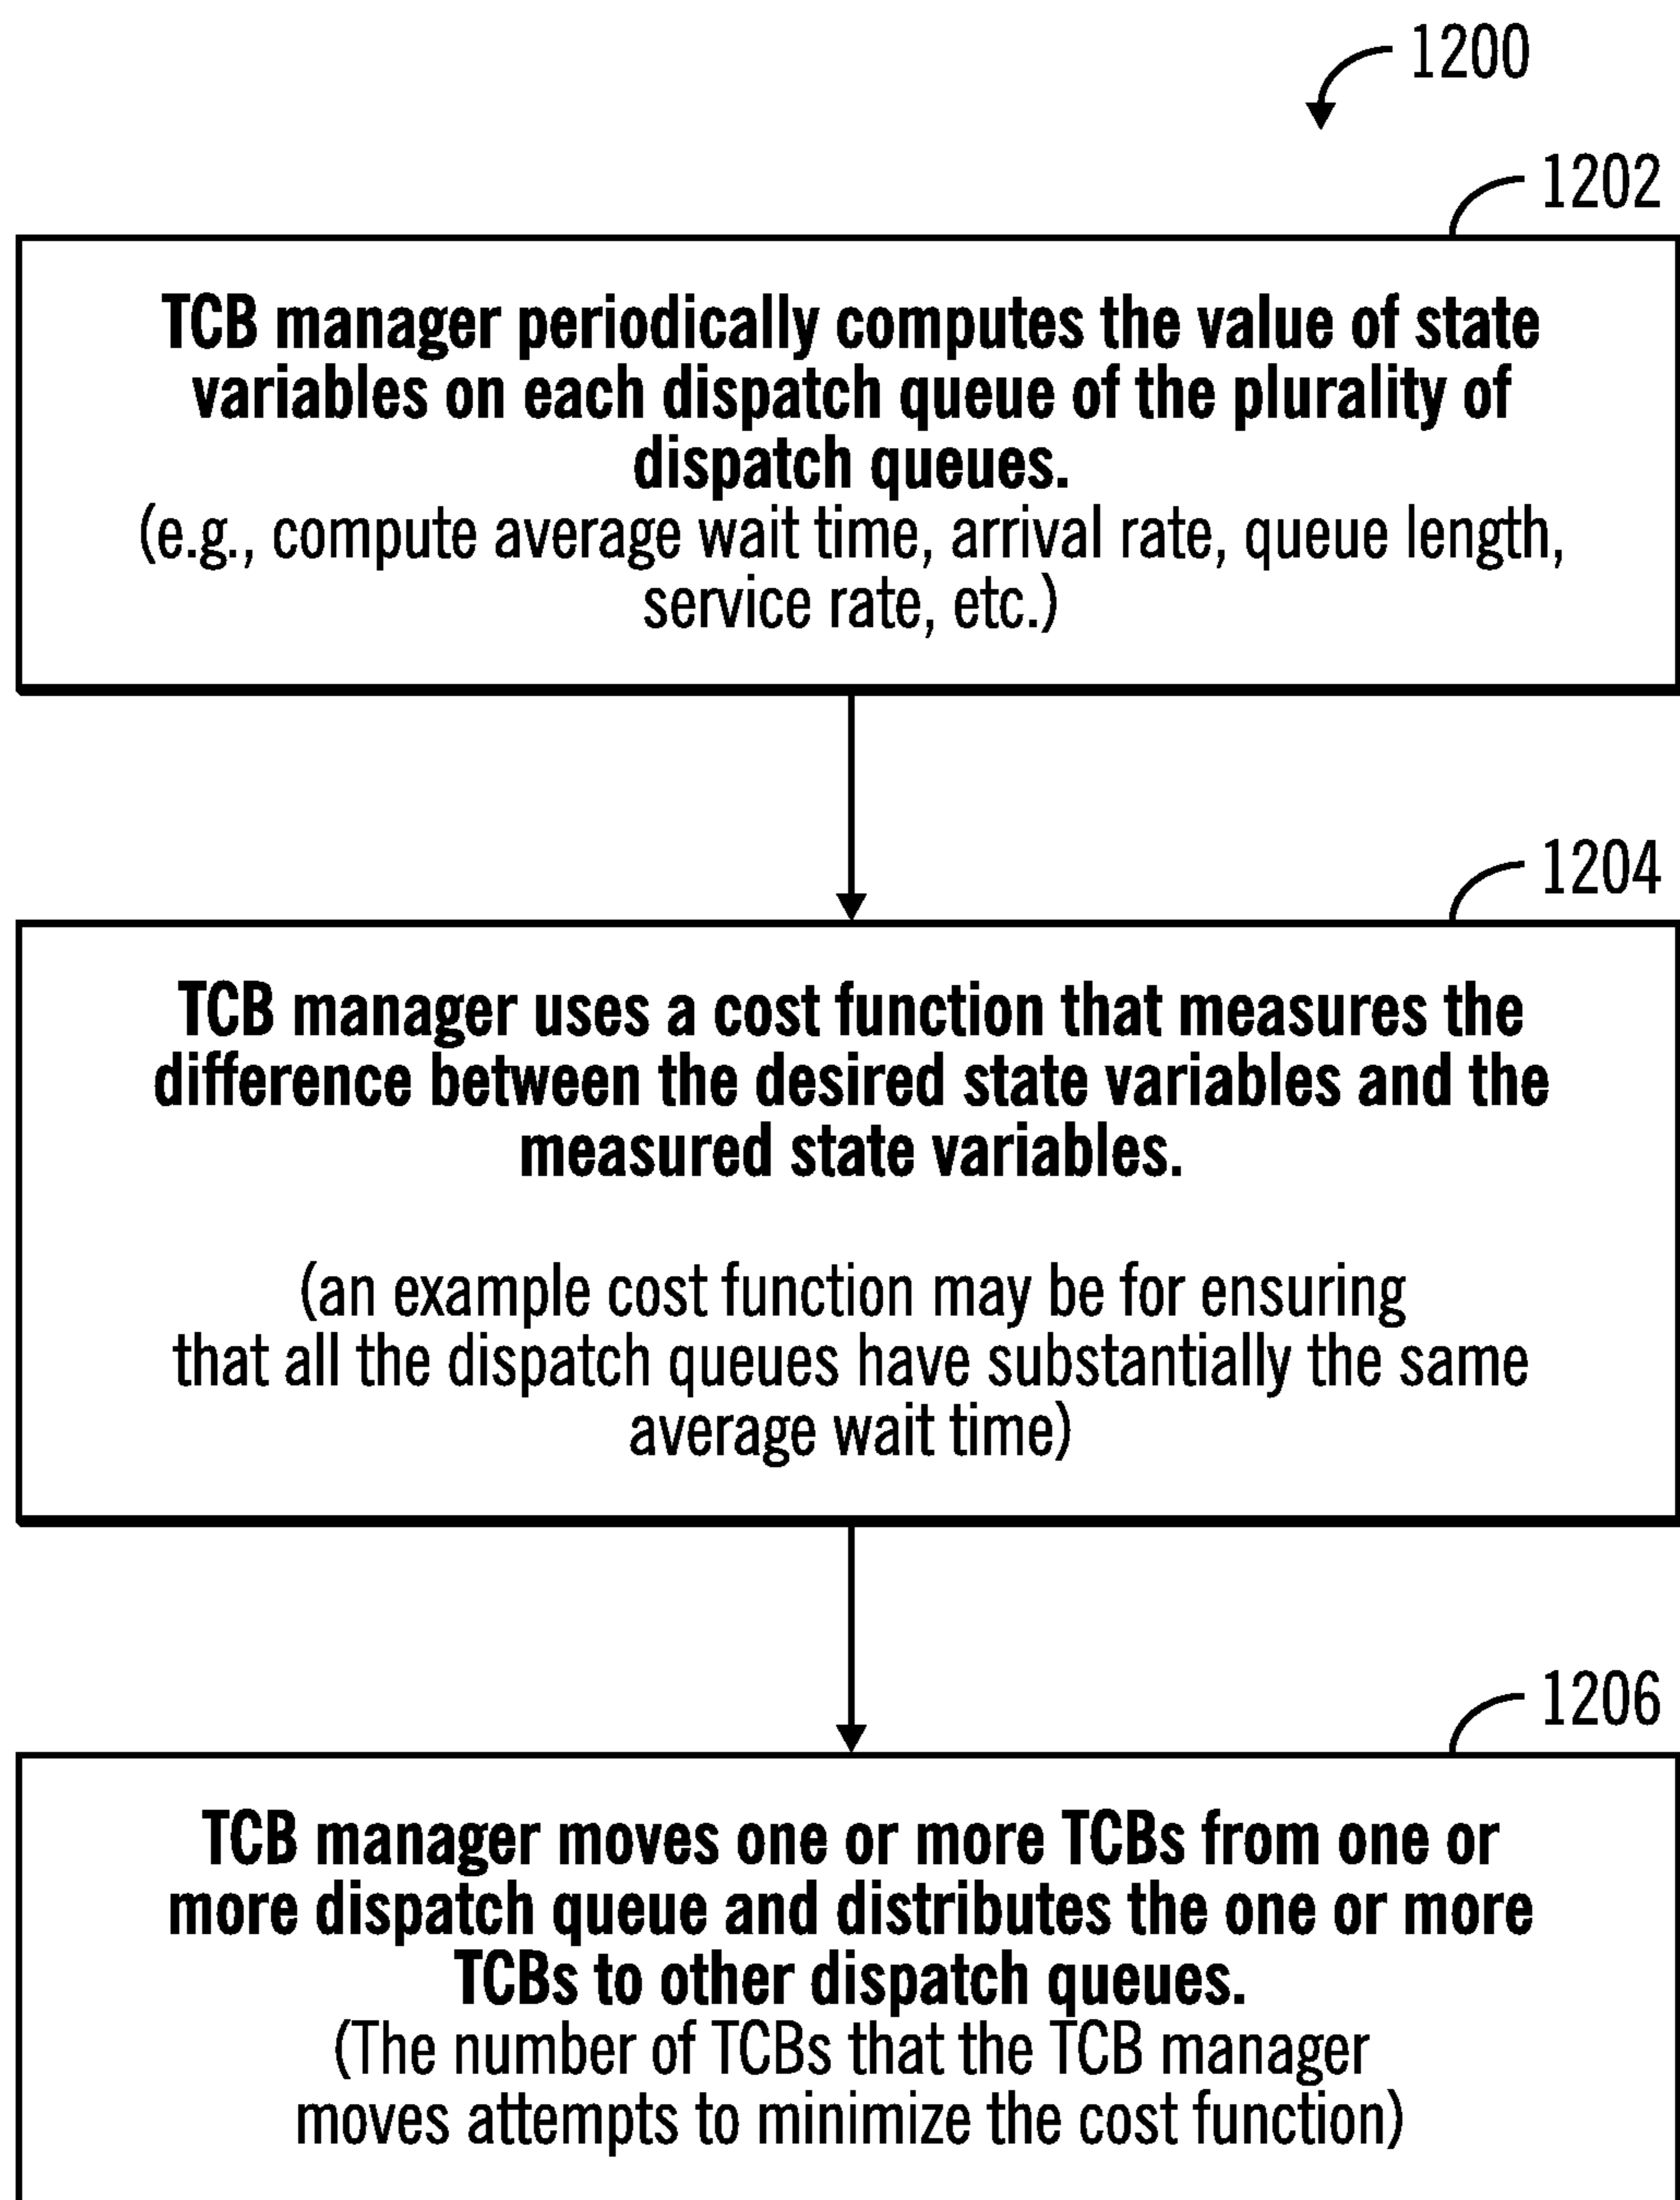 1200
1202
TCB manager periodically computes the value of state
variables on each dispatch queue of the plurality of
dispatch queues.
(e.g., compute average wait time, arrival rate, queue length,
service rate, etc.)
1204
TCB manager uses a cost function that measures the
difference between the desired state variables and the
measured state variables.
(an example cost function may be for ensuring
that all the dispatch queues have substantially the same
average wait time)
1206
TCB manager moves one or more TCBs from one or
more dispatch queue and distributes the one or more
TCBs to other dispatch queues.
(The number of TCBs that the TCB manager
moves attempts to minimize the cost function)